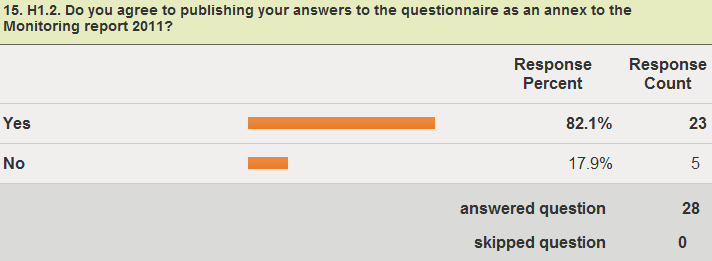 15. H1.2. Do you agree to publishing your answers to the questionnaire as an annex to the
Monitoring report 2011?
Response Percent Response Count
Yes 82.1% 23
No 17.9% 5
answered question 28
skipped question 0